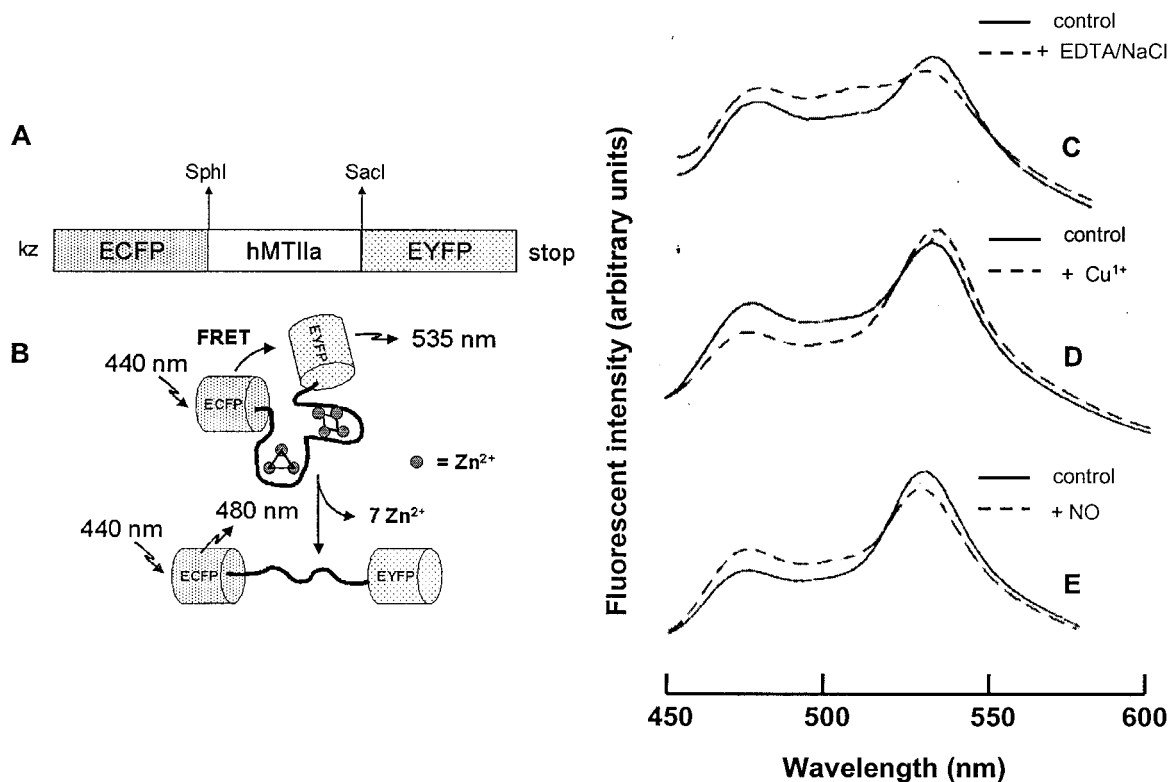 A
SphI
SacI
kz
ECFP
hMTIIa
EYFP
stop
B
FRET
EYFP
535 nm
440 nm
ECFP
= Zn²⁺
7 Zn²⁺
480 nm
440 nm
ECFP
EYFP
control
+ EDTA/NaCl
C
control
+ Cu¹⁺
D
control
+ NO
E
Fluorescent intensity (arbitrary units)
450
500
550
600
Wavelength (nm)